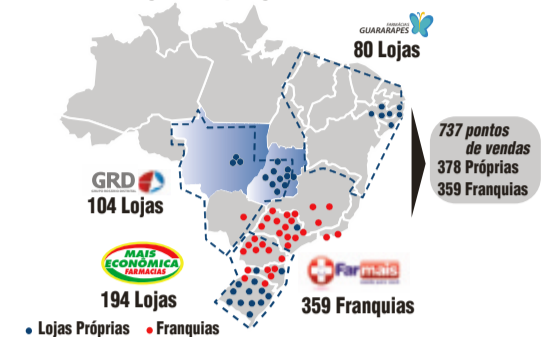 FARMÁCIAS
GUARARAPES
80 Lojas
737 pontos
de vendas
378 Próprias
359 Franquias
GRD
104 Lojas
MAIS
ECONÔMICA
FARMACIAS
194 Lojas
Farmais
359 Franquias
Lojas Próprias
Franquias